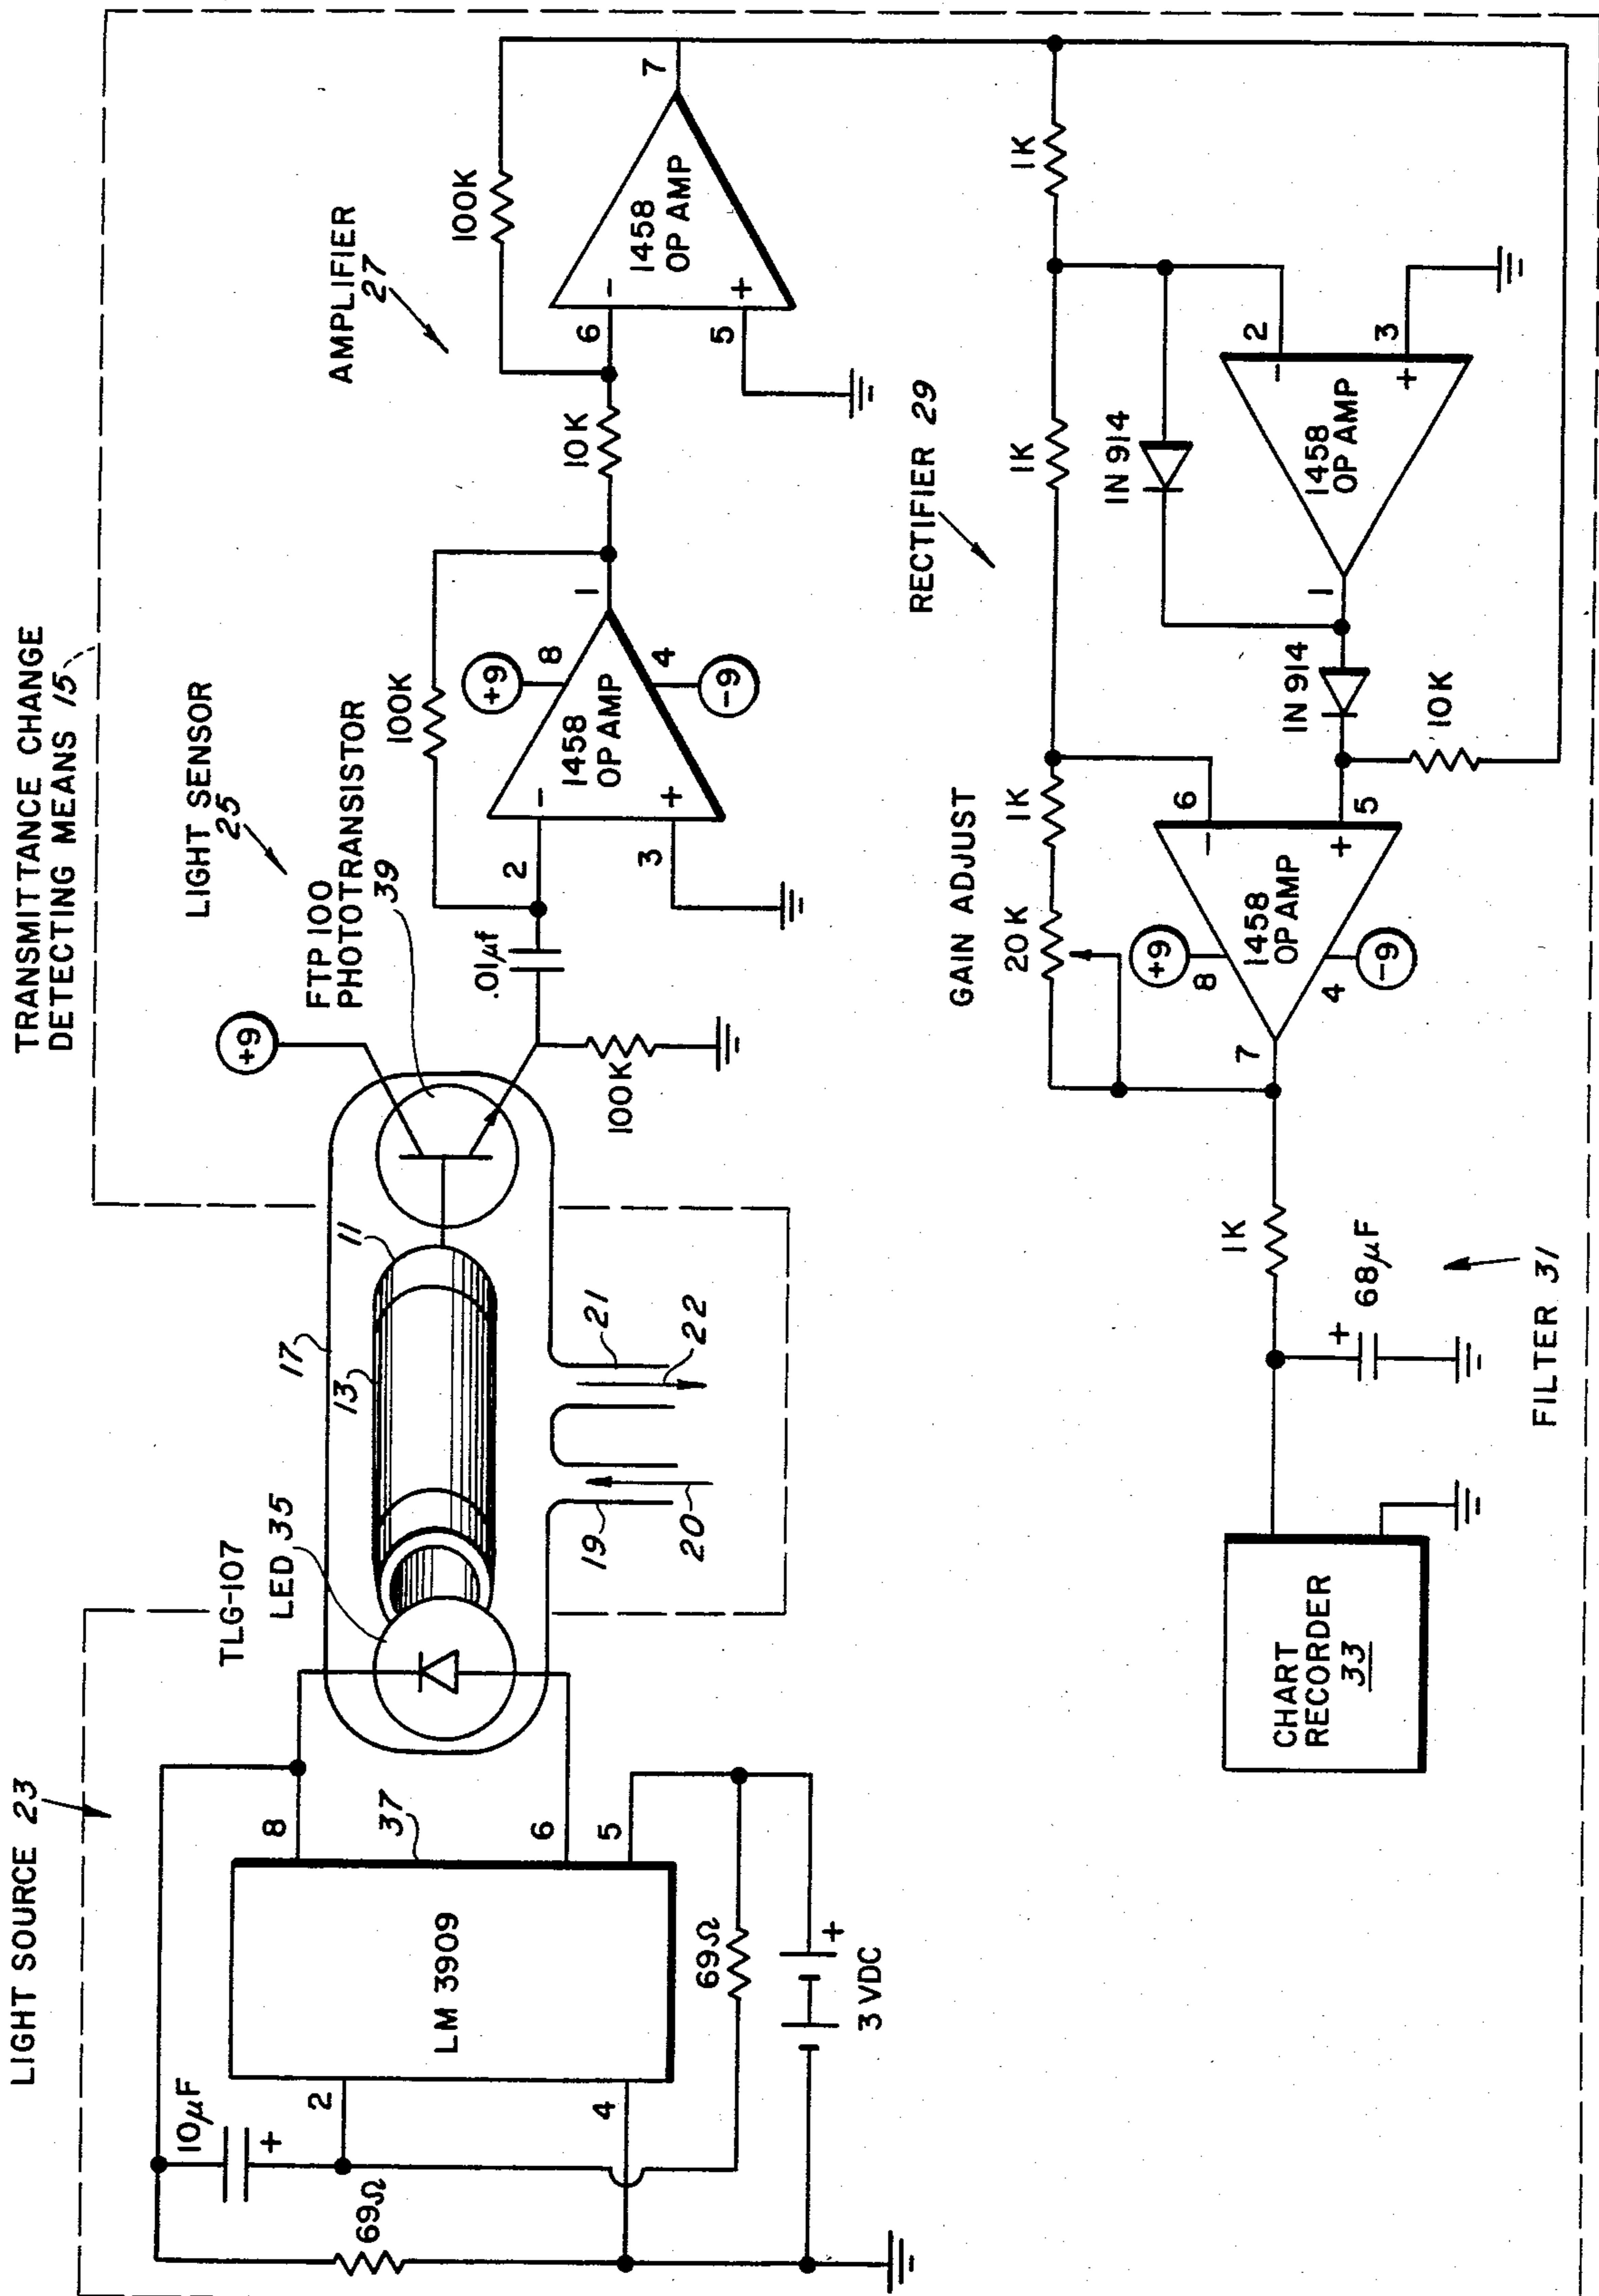 TRANSMITTANCE CHANGE
DETECTING MEANS 15
LIGHT SOURCE 23
10µF
+
69Ω
2
4
LM 3909
37
8
6
5
69Ω
+
3 VDC
TLG-107
LED 35
17
13
11
19
20
21
22
LIGHT SENSOR
25
FTP 100
PHOTOTRANSISTOR
39
+9
100K
.01µf
100K
2
3
-
+
1458
OP AMP
+9
8
4
-9
1
10K
AMPLIFIER
27
100K
6
5
-
+
1458
OP AMP
7
RECTIFIER 29
1K
1K
IN 914
2
3
-
+
1458
OP AMP
1
IN 914
10K
GAIN ADJUST
20K
1K
6
5
-
+
1458
OP AMP
+9
8
4
-9
7
1K
+
68µF
FILTER 31
CHART
RECORDER
33